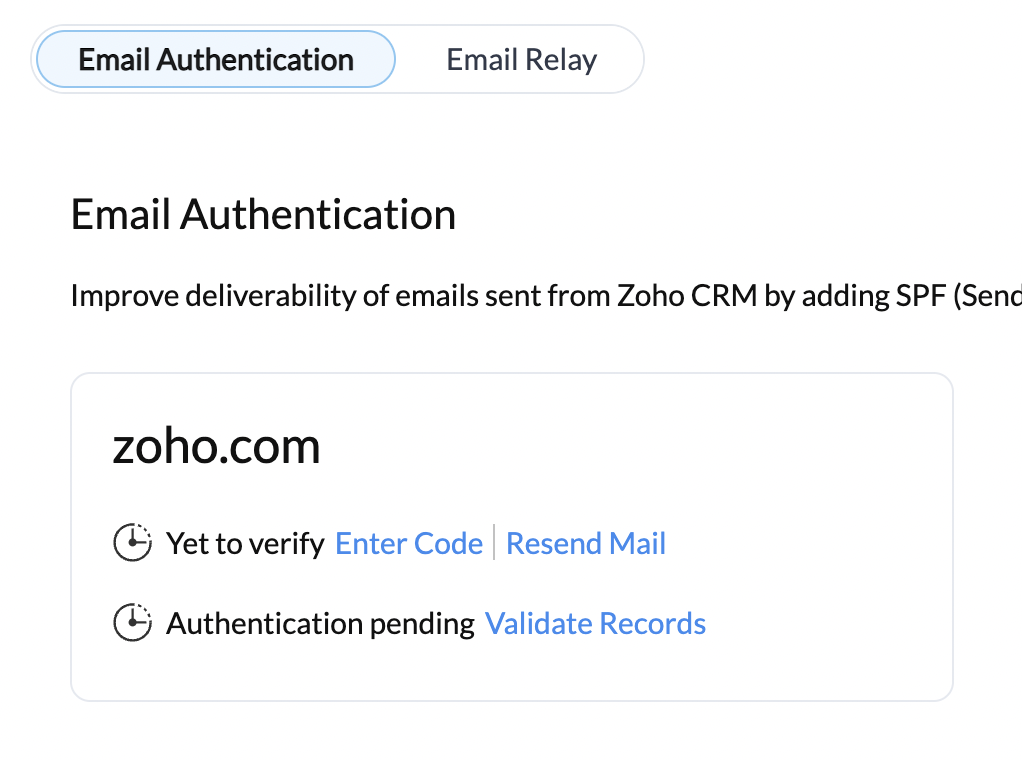 Email Authentication Email Relay
Email Authentication
Improve deliverability of emails sent from Zoho CRM by adding SPF (Send
zoho.com
Yet to verify Enter Code | Resend Mail
Authentication pending Validate Records